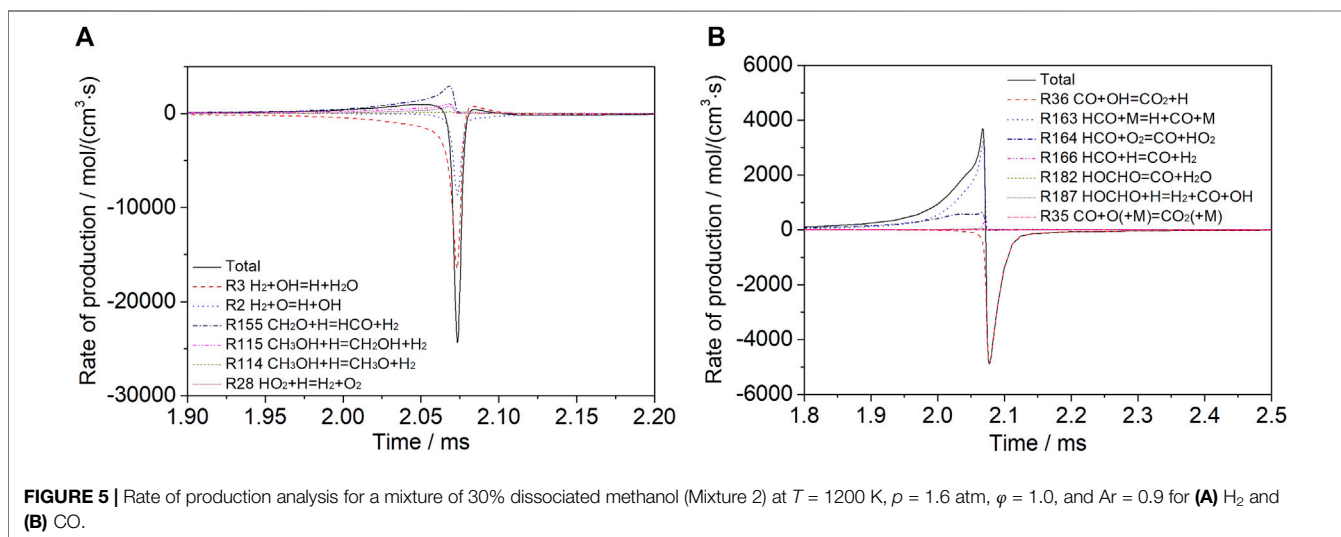 A
Rate of production / mol/(cm³·s)
0
-10000
-20000
-30000
Total
R3 H₂+OH=H+H₂O
R2 H₂+O=H+OH
R155 CH₂O+H=HCO+H₂
R115 CH₃OH+H=CH₂OH+H₂
R114 CH₃OH+H=CH₃O+H₂
R28 HO₂+H=H₂+O₂
1.90 1.95 2.00 2.05 2.10 2.15 2.20
Time / ms
B
Rate of production / mol/(cm³·s)
6000
4000
2000
0
-2000
-4000
-6000
Total
R36 CO+OH=CO₂+H
R163 HCO+M=H+CO+M
R164 HCO+O₂=CO+HO₂
R166 HCO+H=CO+H₂
R182 HOCHO=CO+H₂O
R187 HOCHO+H=H₂+CO+OH
R35 CO+O(+M)=CO₂(+M)
1.8 1.9 2.0 2.1 2.2 2.3 2.4 2.5
Time / ms
FIGURE 5 | Rate of production analysis for a mixture of 30% dissociated methanol (Mixture 2) at T = 1200 K, p = 1.6 atm, φ = 1.0, and Ar = 0.9 for (A) H₂ and
(B) CO.